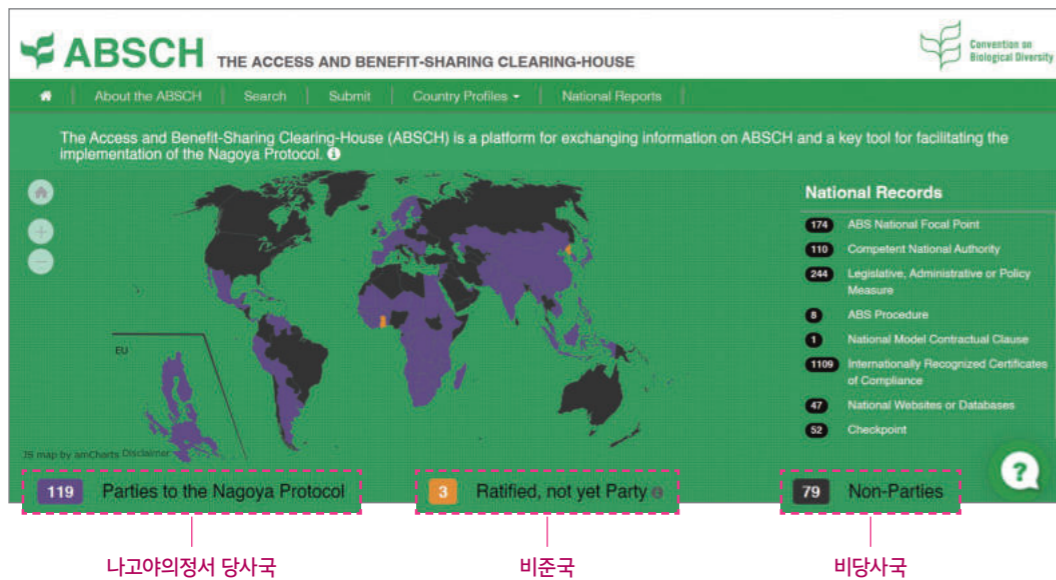 ABSCH THE ACCESS AND BENEFIT-SHARING CLEARING-HOUSE
Convention on
Biological Diversity
About the ABSCH Search Submit Country Profiles National Reports
The Access and Benefit-Sharing Clearing-House (ABSCH) is a platform for exchanging information on ABSCH and a key tool for facilitating the
implementation of the Nagoya Protocol.
National Records
174 ABS National Focal Point
110 Competent National Authority
244 Legislative, Administrative or Policy
Measure
8 ABS Procedure
1 National Model Contractual Clause
1109 Internationally Recognized Certificates
of Compliance
47 National Websites or Databases
52 Checkpoint
EU
JS map by amCharts Disclaimer
?
119 Parties to the Nagoya Protocol
3 Ratified, not yet Party
79 Non-Parties
나고야의정서 당사국
비준국
비당사국